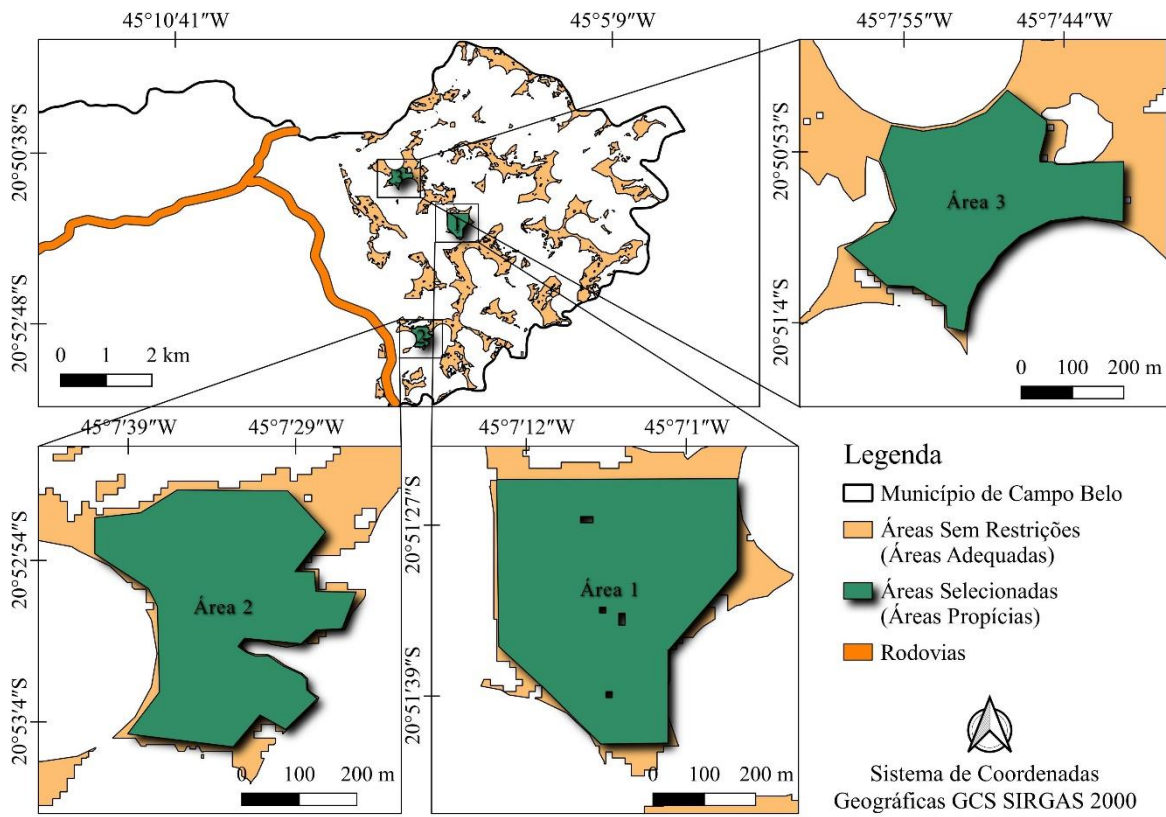 45°10'41"W
45°5'9"W
45°7'55"W
45°7'44"W
20°50'38"S
20°52'48"S
0 1 2 km
1
2
3
20°50'53"S
20°51'4"S
Área 3
0 100 200 m
45°7'39"W
45°7'29"W
20°52'54"S
20°53'4"S
Área 2
0 100 200 m
45°7'12"W
45°7'1"W
20°51'27"S
20°51'39"S
Área 1
0 100 200 m
Legenda
Município de Campo Belo
Áreas Sem Restrições
(Áreas Adequadas)
Áreas Selecionadas
(Áreas Propícias)
Rodovias
Sistema de Coordenadas
Geográficas GCS SIRGAS 2000